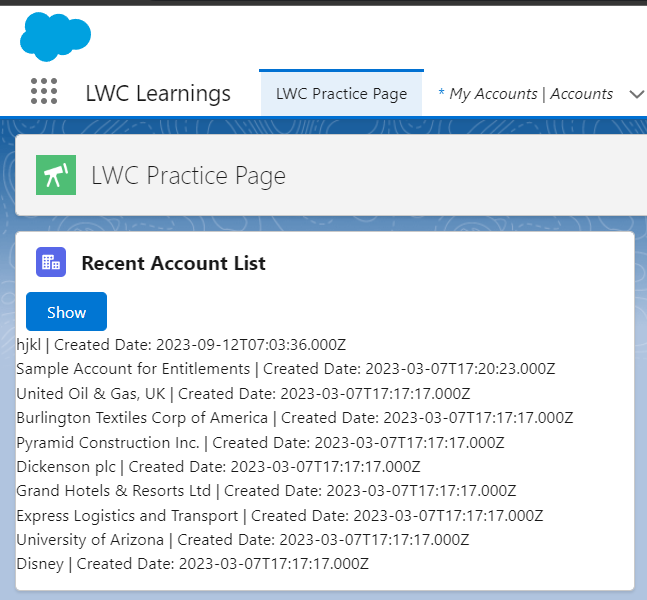 LWC Learnings
LWC Practice Page
* My Accounts | Accounts
LWC Practice Page
Recent Account List
Show
hjkl | Created Date: 2023-09-12T07:03:36.000Z
Sample Account for Entitlements | Created Date: 2023-03-07T17:20:23.000Z
United Oil & Gas, UK | Created Date: 2023-03-07T17:17:17.000Z
Burlington Textiles Corp of America | Created Date: 2023-03-07T17:17:17.000Z
Pyramid Construction Inc. | Created Date: 2023-03-07T17:17:17.000Z
Dickenson plc | Created Date: 2023-03-07T17:17:17.000Z
Grand Hotels & Resorts Ltd | Created Date: 2023-03-07T17:17:17.000Z
Express Logistics and Transport | Created Date: 2023-03-07T17:17:17.000Z
University of Arizona | Created Date: 2023-03-07T17:17:17.000Z
Disney | Created Date: 2023-03-07T17:17:17.000Z